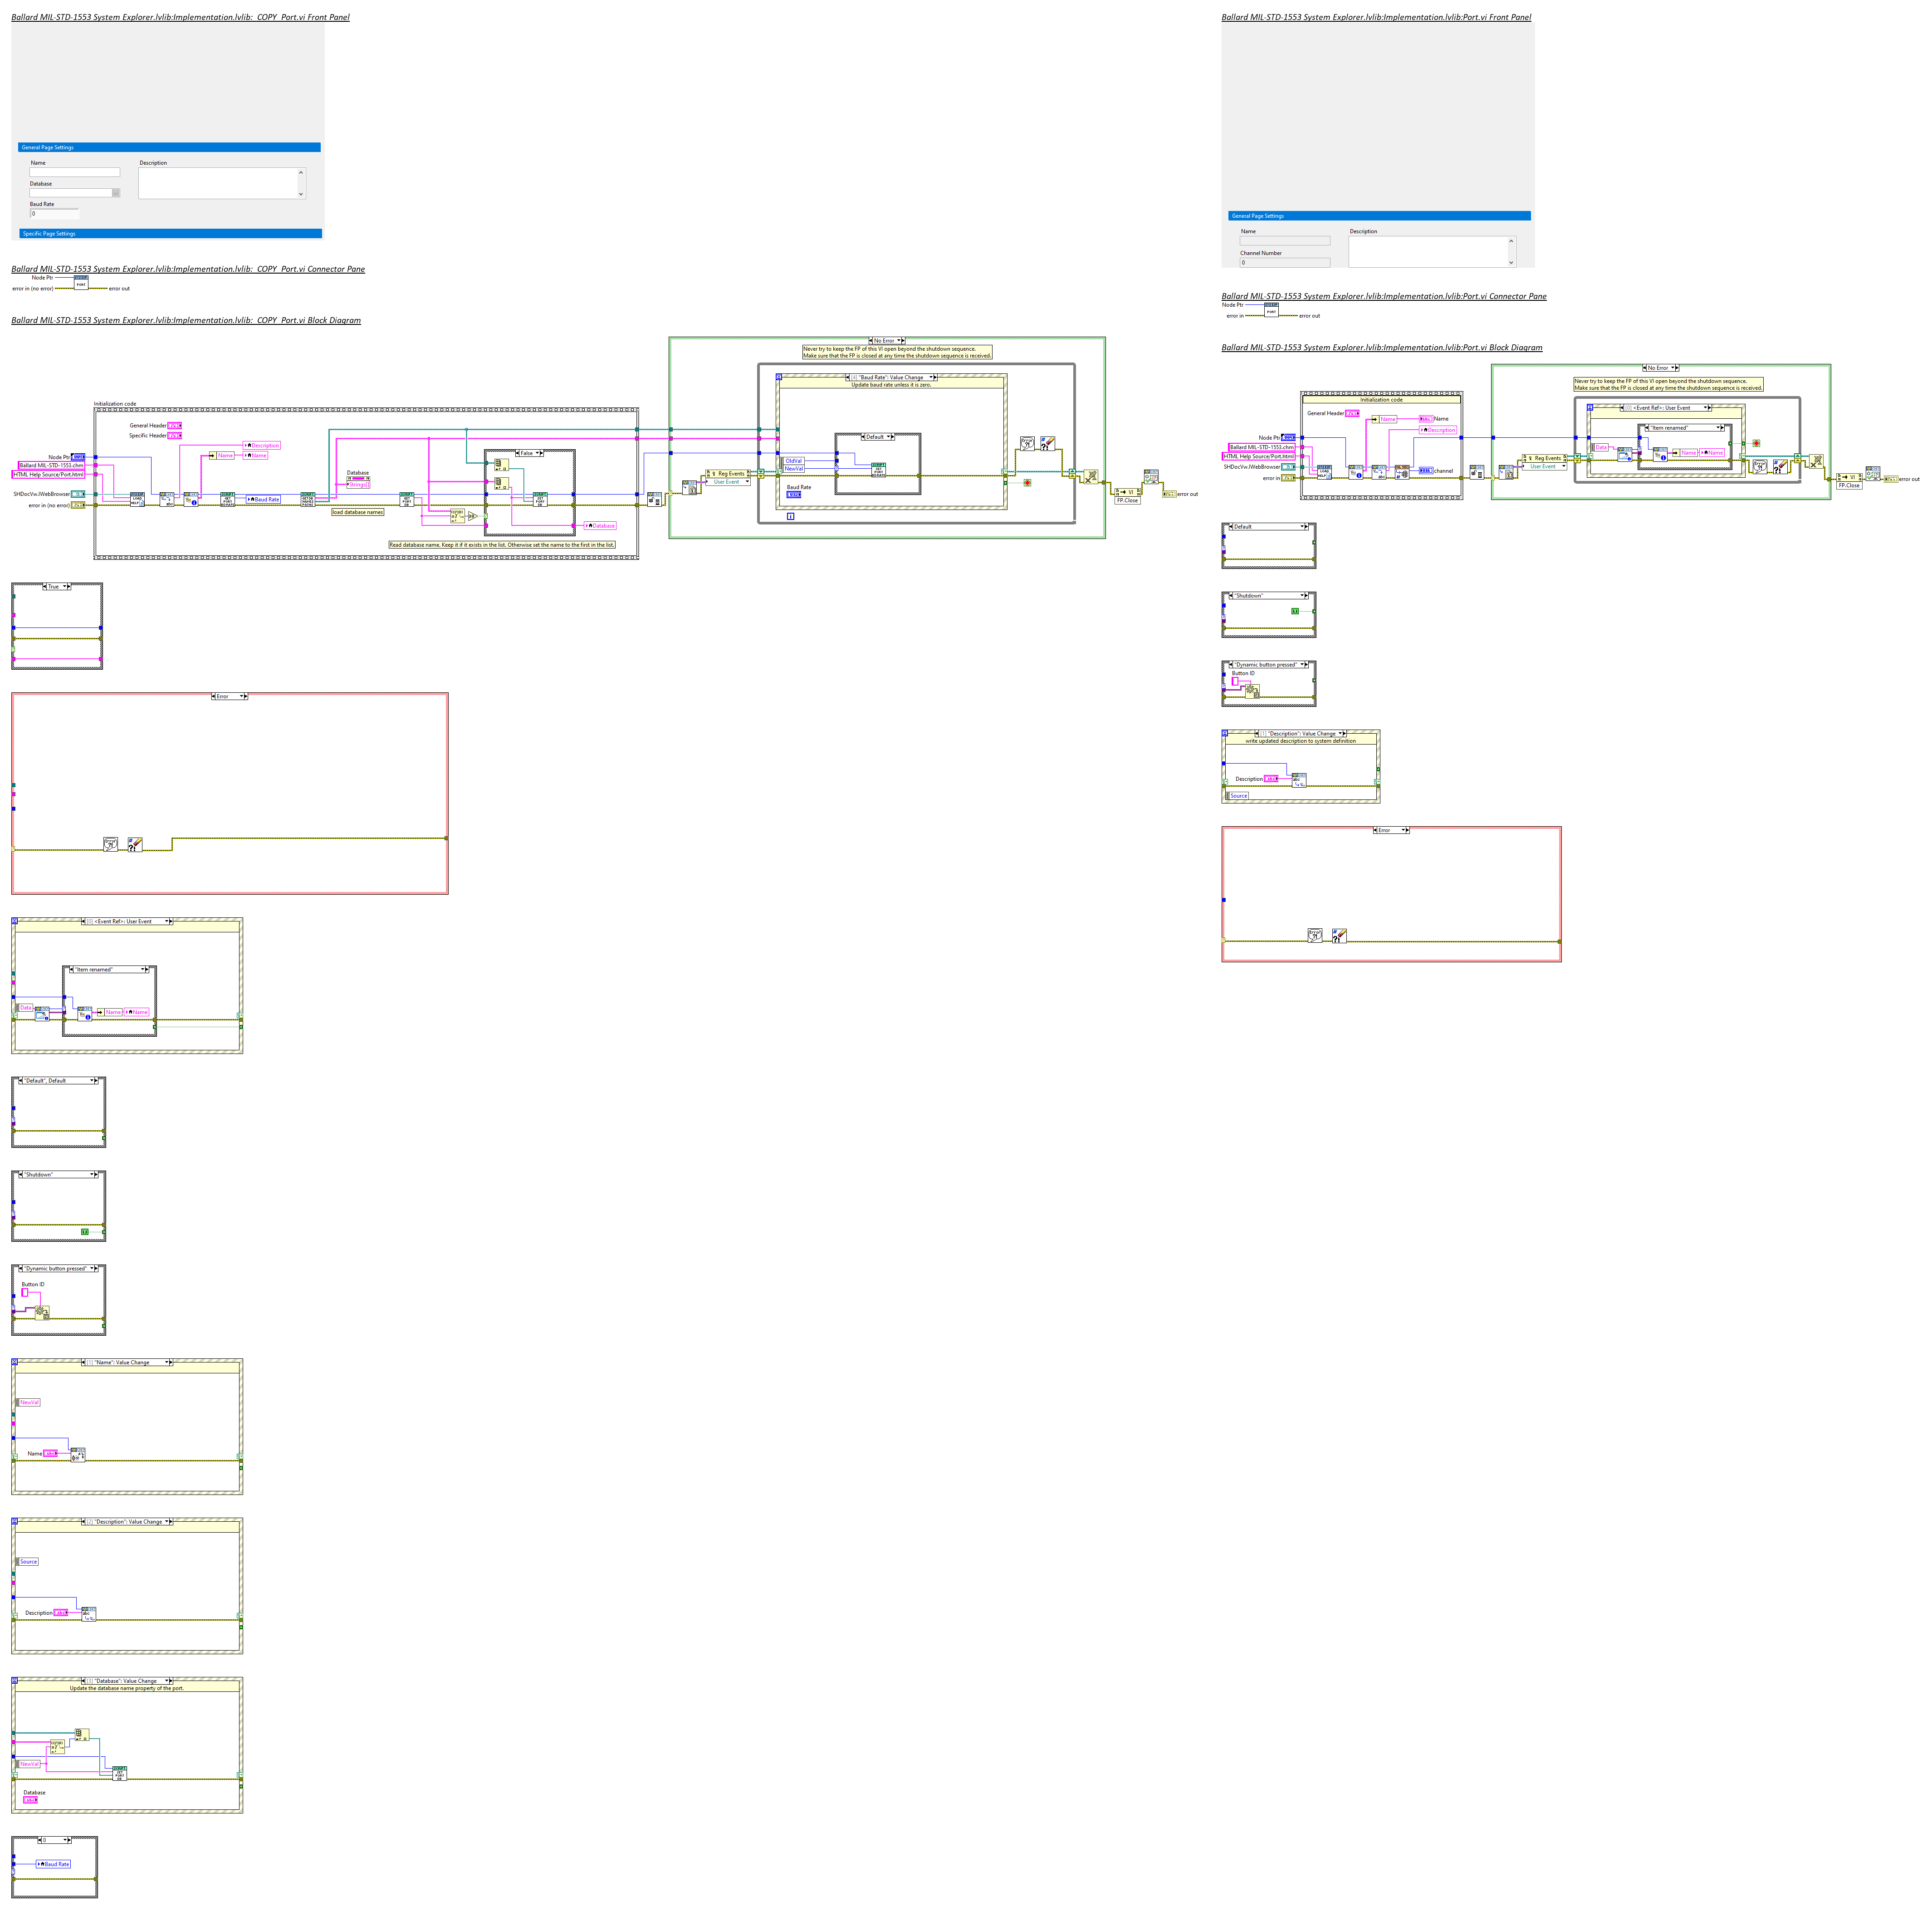 Ballard MIL-STD-1553 System Explorer.lvlib:Implementation.lvlib:_COPY_Port.vi Front Panel
General Page Settings
Name
Description
Database
Baud Rate
0
Specific Page Settings
Ballard MIL-STD-1553 System Explorer.lvlib:Implementation.lvlib:_COPY_Port.vi Connector Pane
Node Ptr
PORT
error in (no error)
error out
Ballard MIL-STD-1553 System Explorer.lvlib:Implementation.lvlib:_COPY_Port.vi Block Diagram
Initialization code
General Header
Specific Header
Description
Name
Name
Node Ptr
Ballard MIL-STD-1553.chm
HTML Help Source/Port.html
SHDocVw.IWebBrowser
error in (no error)
Baud Rate
Database
Strings[]
load database names
False
Database
Read database name. Keep it if it exists in the list. Otherwise set the name to the first in the list.
No Error
Never try to keep the FP of this VI open beyond the shutdown sequence.
Make sure that the FP is closed at any time the shutdown sequence is received.
[4] "Baud Rate": Value Change
Update baud rate unless it is zero.
Default
OldVal
NewVal
Baud Rate
Reg Events
User Event
VI
FP.Close
error out
True
Error
[0] <Event Ref>: User Event
"Item renamed"
Data
Name
Name
"Default", Default
"Shutdown"
"Dynamic button pressed"
Button ID
[1] "Name": Value Change
NewVal
Name
[2] "Description": Value Change
Source
Description
[3] "Database": Value Change
Update the database name property of the port.
NewVal
Database
0
Baud Rate
Ballard MIL-STD-1553 System Explorer.lvlib:Implementation.lvlib:Port.vi Front Panel
General Page Settings
Name
Description
Channel Number
0
Ballard MIL-STD-1553 System Explorer.lvlib:Implementation.lvlib:Port.vi Connector Pane
Node Ptr
PORT
error in
error out
Ballard MIL-STD-1553 System Explorer.lvlib:Implementation.lvlib:Port.vi Block Diagram
Initialization code
General Header
Name
Name
Description
Node Ptr
Ballard MIL-STD-1553.chm
HTML Help Source/Port.html
SHDocVw.IWebBrowser
error in
channel
No Error
Never try to keep the FP of this VI open beyond the shutdown sequence.
Make sure that the FP is closed at any time the shutdown sequence is received.
[0] <Event Ref>: User Event
"Item renamed"
Data
Name
Name
Reg Events
User Event
VI
FP.Close
error out
Default
"Shutdown"
"Dynamic button pressed"
Button ID
[1] "Description": Value Change
write updated description to system definition
Description
Source
Error